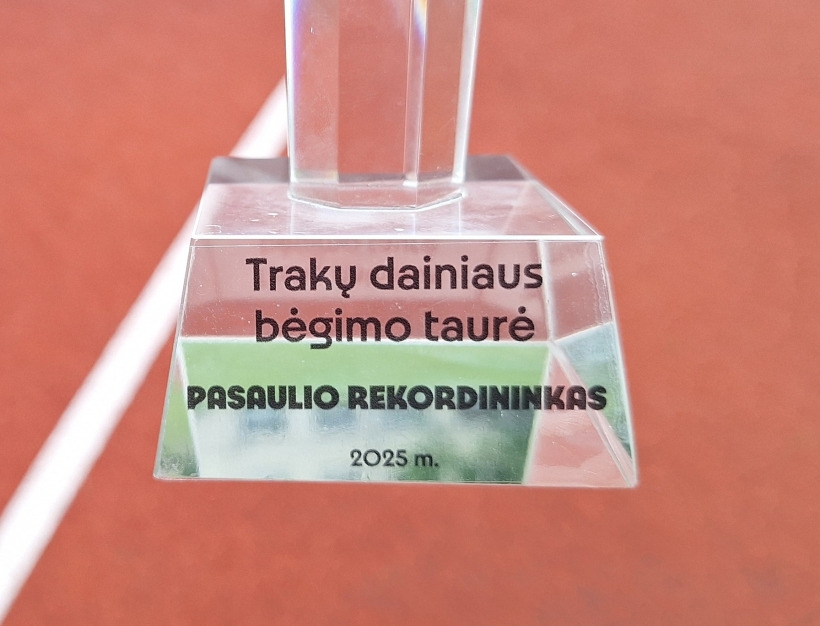 Trakų dainiaus
bėgimo taurė
PASAULIO REKORDININKAS
2025 m.